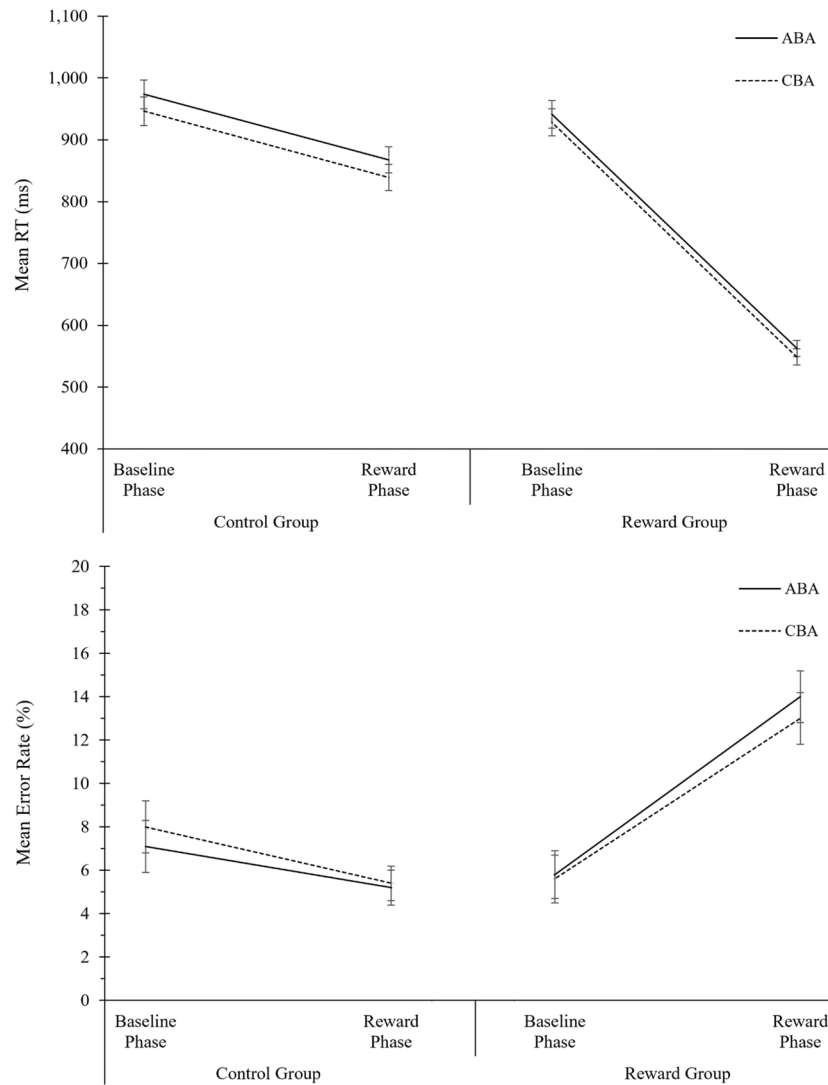 1,100
1,000
900
800
700
600
500
400
Mean RT (ms)
ABA
CBA
Baseline Phase
Reward Phase
Baseline Phase
Reward Phase
Control Group
Reward Group
20
18
16
14
12
10
8
6
4
2
0
Mean Error Rate (%)
ABA
CBA
Baseline Phase
Reward Phase
Baseline Phase
Reward Phase
Control Group
Reward Group